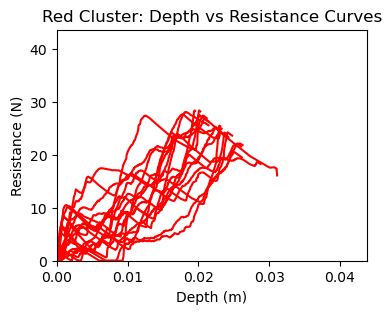 Red Cluster: Depth vs Resistance Curves
40
30
20
10
0
Resistance (N)
0.00 0.01 0.02 0.03 0.04
Depth (m)